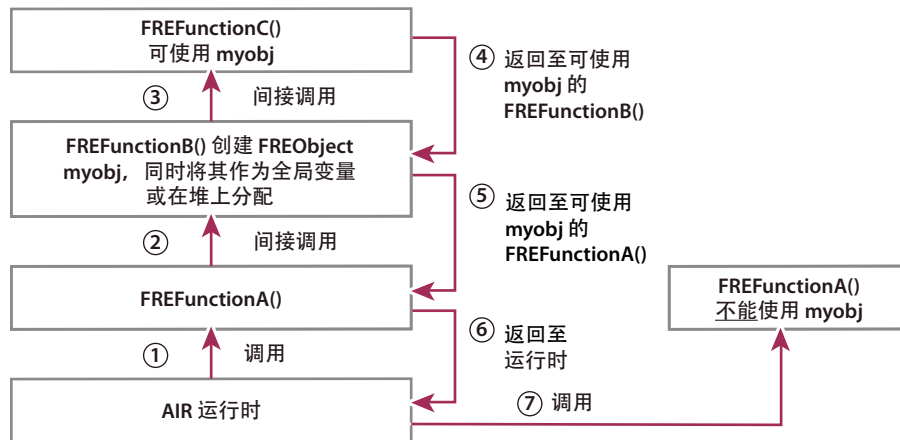 FREFunctionC()
可使用 myobj
④ 返回至可使用
myobj 的
FREFunctionB()
③ 间接调用
FREFunctionB() 创建 FREObject
myobj, 同时将其作为全局变量
或在堆上分配
⑤ 返回至可使用
myobj 的
FREFunctionA()
② 间接调用
FREFunctionA()
FREFunctionA()
不能使用 myobj
⑥ 返回至
运行时
① 调用
AIR 运行时
⑦ 调用